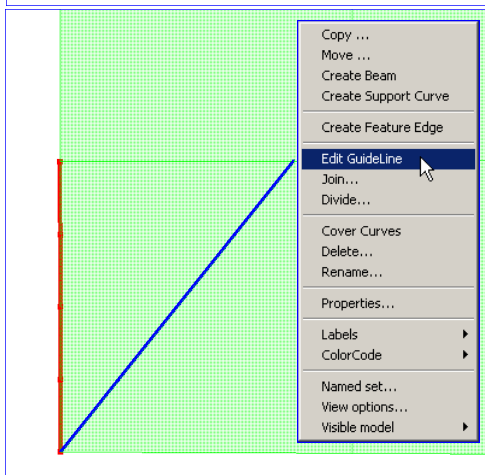 Copy ...
Move ...
Create Beam
Create Support Curve
Create Feature Edge
Edit GuideLine
Join...
Divide...
Cover Curves
Delete...
Rename...
Properties...
Labels
ColorCode
Named set...
View options...
Visible model